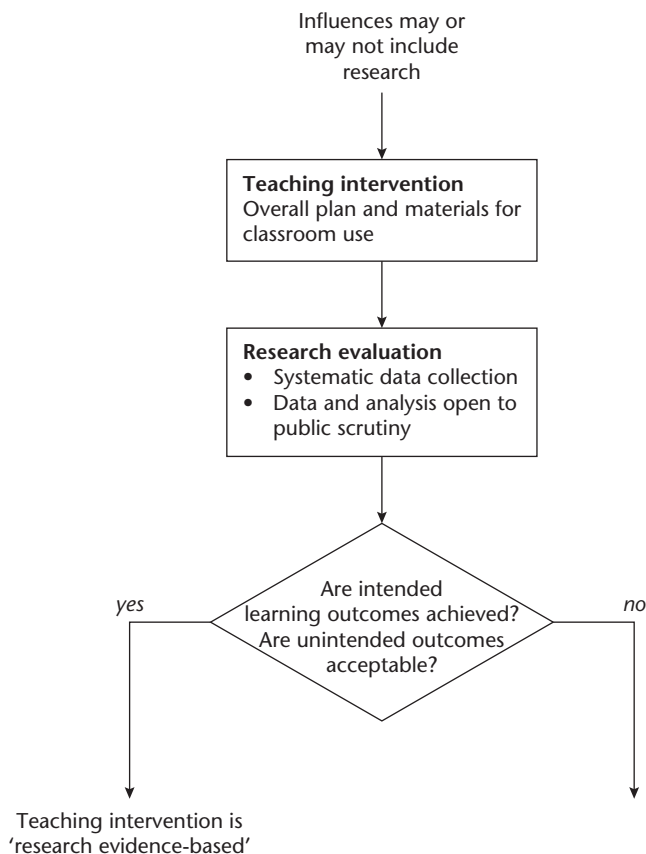 Influences may or
may not include
research
Teaching intervention
Overall plan and materials for
classroom use
Research evaluation
• Systematic data collection
• Data and analysis open to
public scrutiny
Are intended
learning outcomes achieved?
Are unintended outcomes
acceptable?
yes
no
Teaching intervention is
‘research evidence-based’